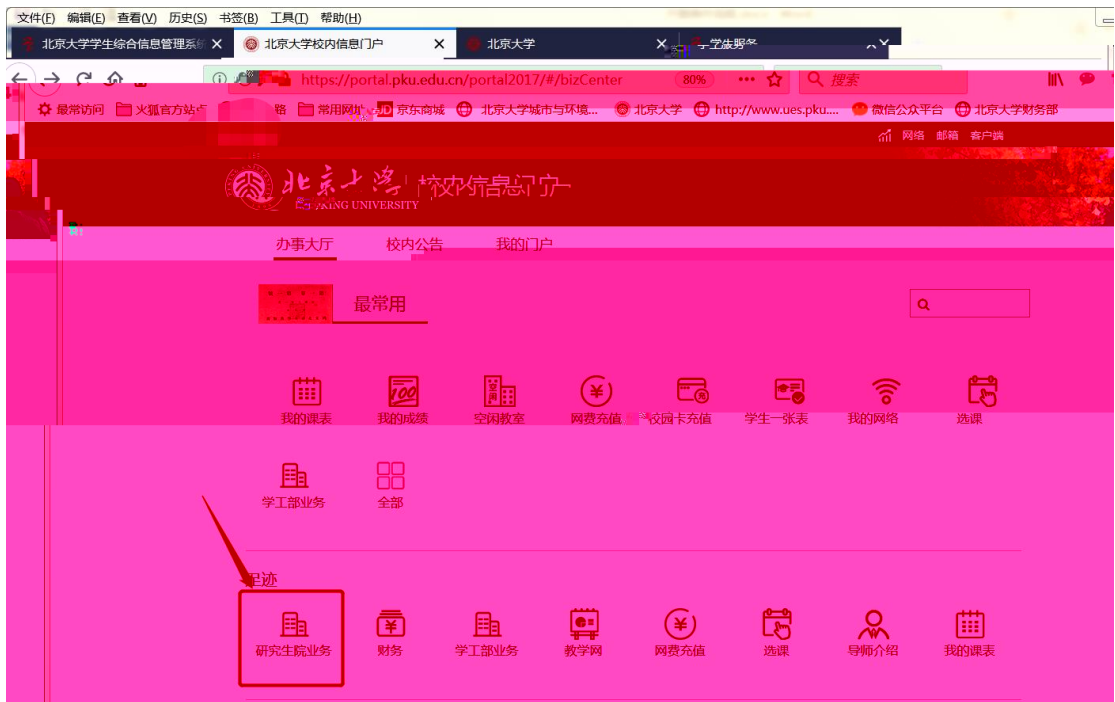 文件(F) 编辑(E) 查看(V) 历史(S) 书签(B) 工具(T) 帮助(H)
北京大学学生综合信息管理系统 × 北京大学校内信息门户 × 北京大学 ×
https://portal.pku.edu.cn/portal2017/#/bizCenter 80% 搜索
最常访问 火狐官方站点 常用网址 JD 京东商城 北京大学城市与环境... 北京大学 http://www.ues.pku.... 微信公众平台 北京大学财务部
网络 邮箱 客户端
北京大学 校内信息门户
PEKING UNIVERSITY
办事大厅 校内公告 我的门户
最常用
我的课表 我的成绩 空闲教室 网费充值 校园卡充值 学生一张表 我的网络 选课
学工部业务 全部
足迹
研究生院业务 财务 学工部业务 教学网 网费充值 选课 导师介绍 我的课表